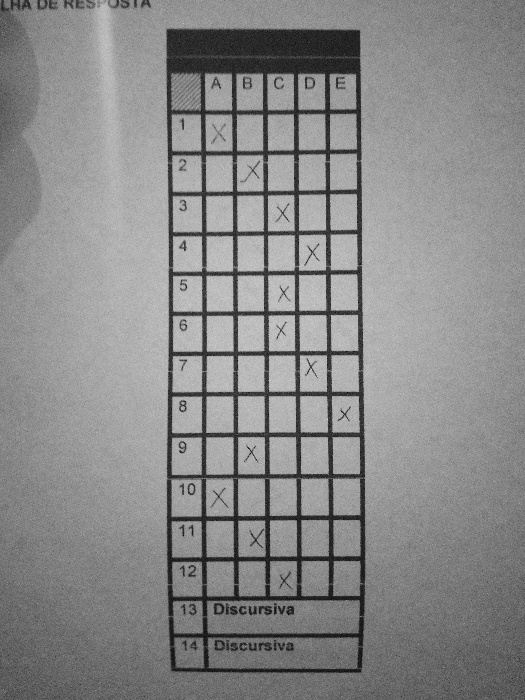 LHA DE RESPOSTA
A B C D E
1 X
2 X
3 X
4 X
5 X
6 X
7 X
8 X
9 X
10 X
11 X
12 X
13 Discursiva
14 Discursiva